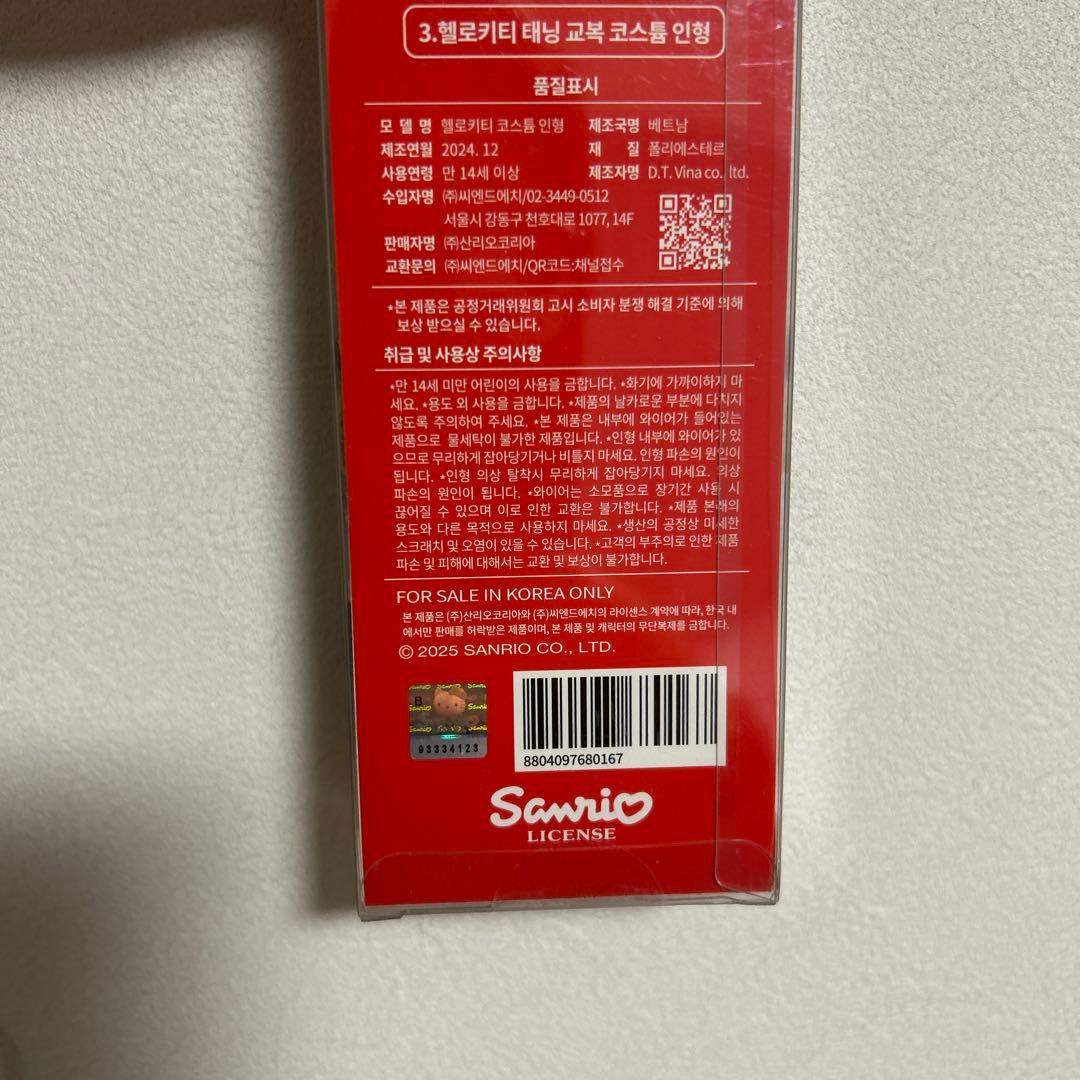 3.헬로키티 태닝 교복 코스튬 인형
품질표시
모 델 명 헬로키티 코스튬 인형 제조국명 베트남
제조연월 2024. 12 재 질 폴리에스테르
사용연령 만 14세 이상 제조자명 D.T. Vina co. ltd.
수입자명 (주)씨엔드에치/02-3449-0512
서울시 강동구 천호대로 1077, 14F
판매자명 (주)산리오코리아
교환문의 (주)씨엔드에치/QR코드:채널접수
*본 제품은 공정거래위원회 고시 소비자 분쟁 해결 기준에 의해
보상 받으실 수 있습니다.
취급 및 사용상 주의사항
*만 14세 미만 어린이의 사용을 금합니다. *화기에 가까이하지 마
세요. *용도 외 사용을 금합니다. *제품의 날카로운 부분에 다치지
않도록 주의하여 주세요. *본 제품은 내부에 와이어가 들어있는
제품으로 물세탁이 불가한 제품입니다. *인형 내부에 와이어가 있
으므로 무리하게 잡아당기거나 비틀지 마세요. 인형 파손의 원인이
됩니다. *인형 의상 탈착시 무리하게 잡아당기지 마세요. 의상
파손의 원인이 됩니다. *와이어는 소모품으로 장기간 사용 시
끊어질 수 있으며 이로 인한 교환은 불가합니다. *제품 본래의
용도와 다른 목적으로 사용하지 마세요. *생산의 공정상 미세한
스크래치 및 오염이 있을 수 있습니다. *고객의 부주의로 인한 제품
파손 및 피해에 대해서는 교환 및 보상이 불가합니다.
FOR SALE IN KOREA ONLY
본 제품은 (주)산리오코리아와 (주)씨엔드에치의 라이센스 계약에 따라, 한국 내
에서만 판매를 허락받은 제품이며, 본 제품 및 캐릭터의 무단복제를 금합니다.
© 2025 SANRIO CO., LTD.
B
Sanrio
93334123
8804097680167
Sanrio
LICENSE